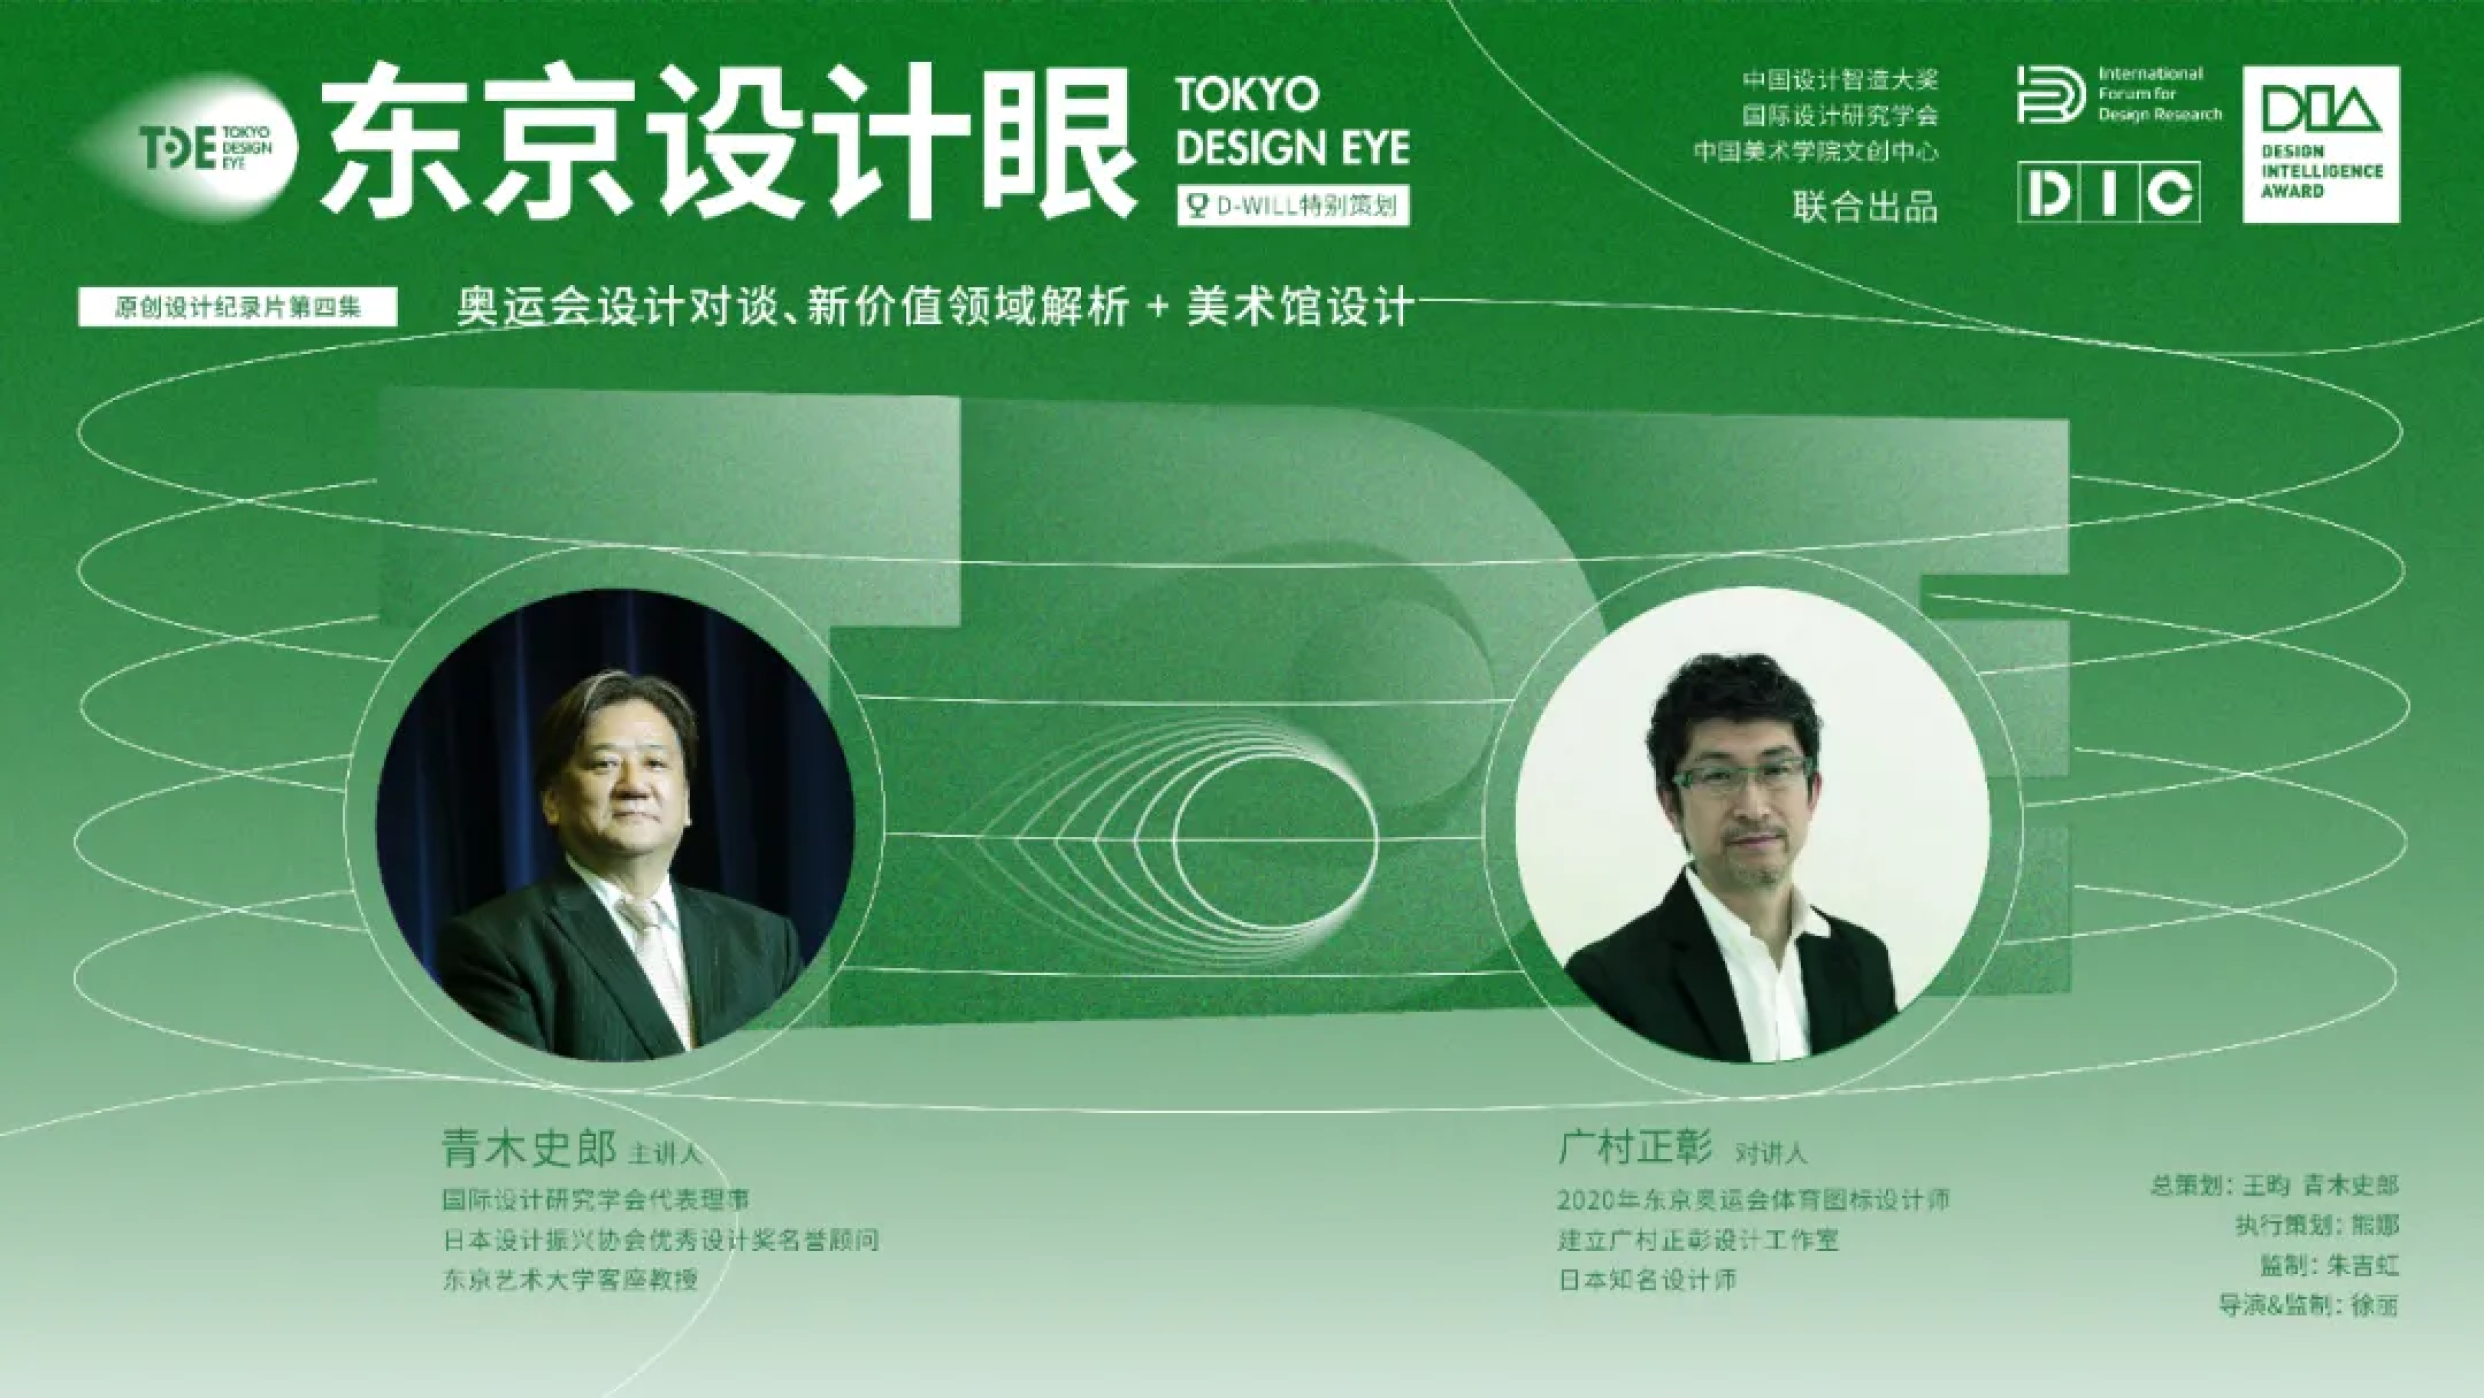 TDE TOKYO
DESIGN
EYE
东京设计眼
TOKYO
DESIGN EYE
D-WILL特别策划
中国设计智造大奖
国际设计研究学会
中国美术学院文创中心
联合出品
International
Forum for
Design Research
DIC
DIA
DESIGN
INTELLIGENCE
AWARD
原创设计纪录片第四集
奥运会设计对谈、新价值领域解析 + 美术馆设计
TDE
青木史郎 主讲人
国际设计研究学会代表理事
日本设计振兴协会优秀设计奖名誉顾问
东京艺术大学客座教授
广村正彰 对讲人
2020年东京奥运会体育图标设计师
建立广村正彰设计工作室
日本知名设计师
总策划：王昀 青木史郎
执行策划：熊娜
监制：朱吉虹
导演&监制：徐丽